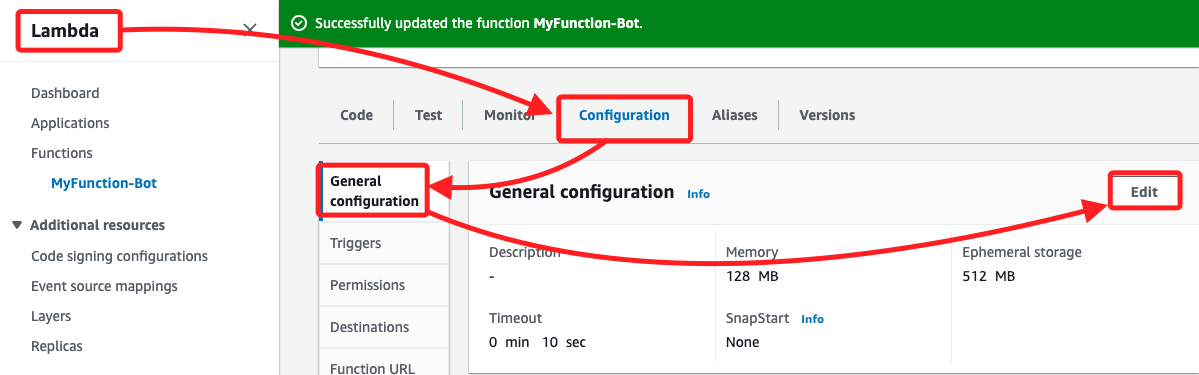 Lambda
Successfully updated the function MyFunction-Bot.
Dashboard
Applications
Functions
MyFunction-Bot
Additional resources
Code signing configurations
Event source mappings
Layers
Replicas
Code Test Monitor Configuration Aliases Versions
General
configuration
Triggers
Permissions
Destinations
Function URL
General configuration Info
Edit
Description
-
Memory
128 MB
Ephemeral storage
512 MB
Timeout
0 min 10 sec
SnapStart Info
None